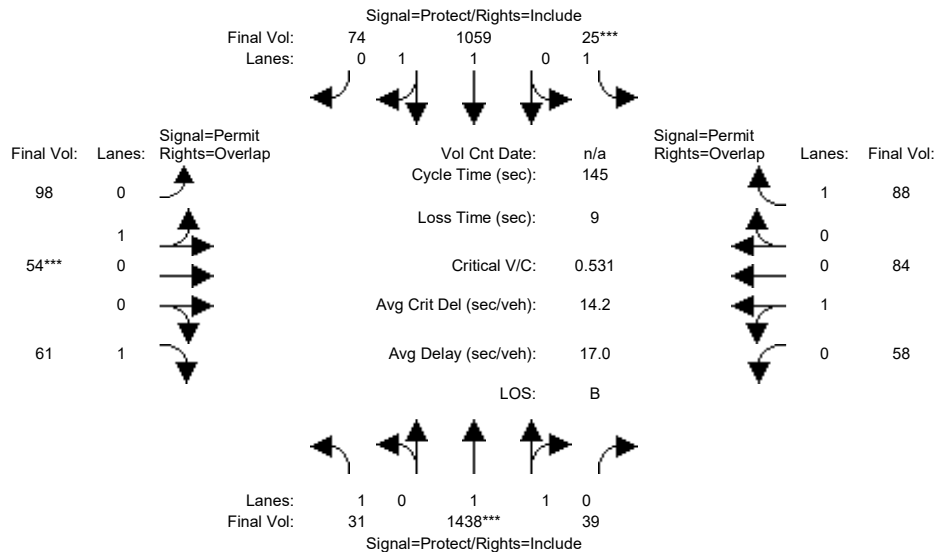 Signal=Protect/Rights=Include
Final Vol: 74 1059 25***
Lanes: 0 1 1 0 1
Signal=Permit Signal=Permit
Final Vol: Lanes: Rights=Overlap Vol Cnt Date: n/a Rights=Overlap Lanes: Final Vol:
Cycle Time (sec): 145
98 0 1 88
Loss Time (sec): 9
1 0
54*** 0 Critical V/C: 0.531 0 84
0 Avg Crit Del (sec/veh): 14.2 1
61 1 Avg Delay (sec/veh): 17.0 0 58
LOS: B
Lanes: 1 0 1 1 0
Final Vol: 31 1438*** 39
Signal=Protect/Rights=Include